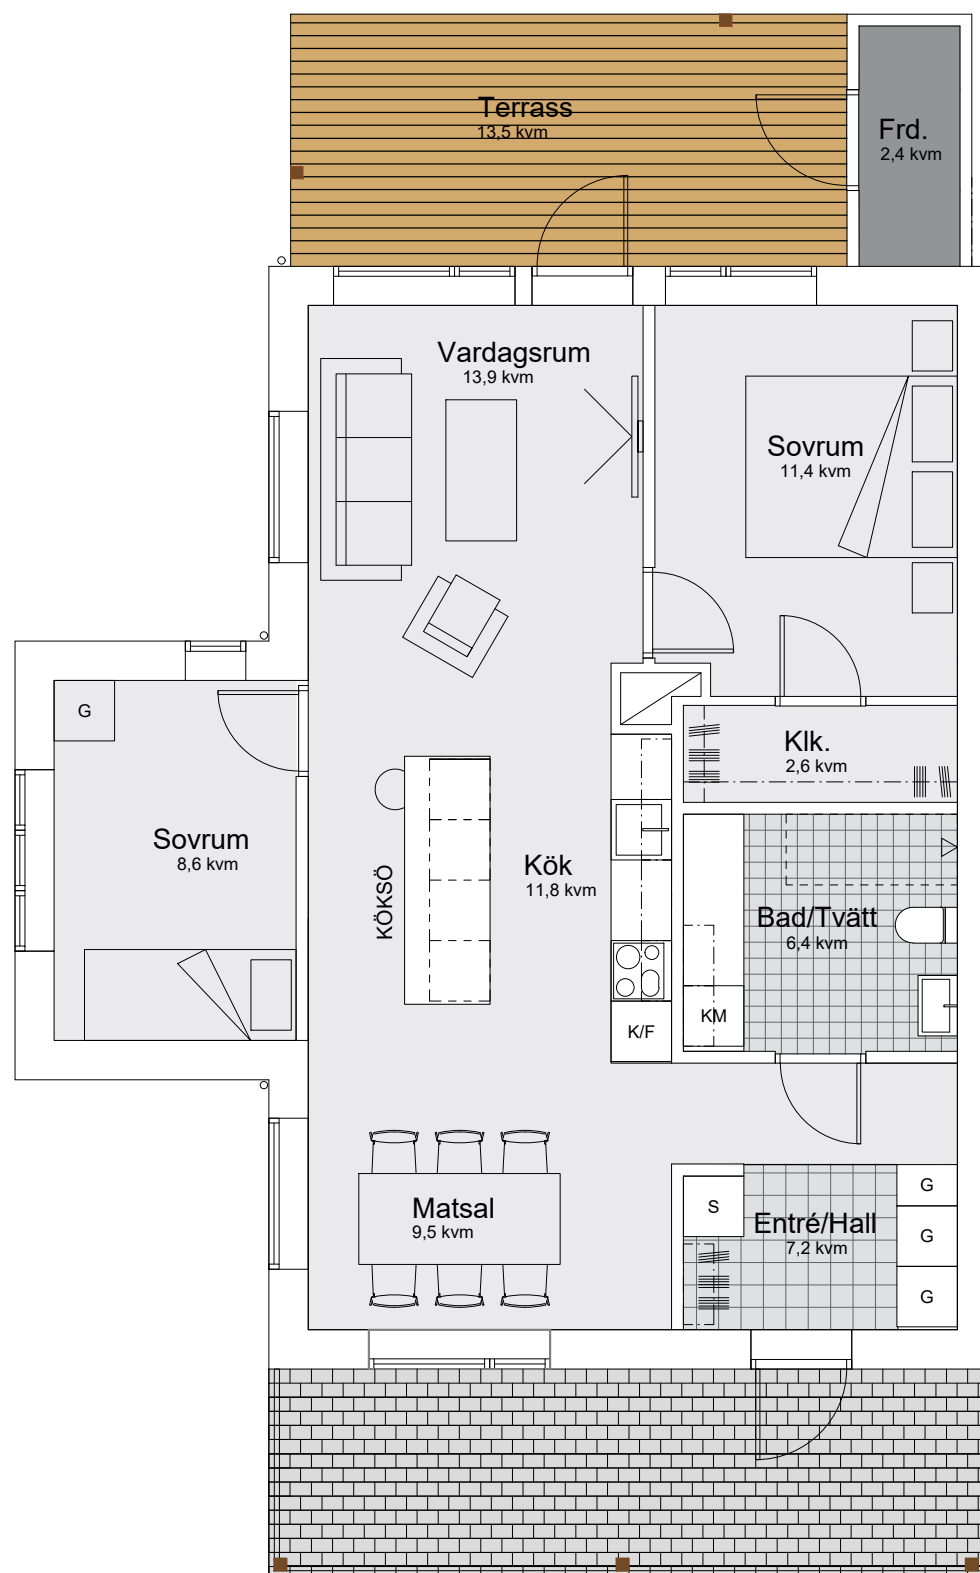 Terrass
13,5 kvm
Frd.
2,4 kvm
Vardagsrum
13,9 kvm
Sovrum
11,4 kvm
G
Klk.
2,6 kvm
Sovrum
8,6 kvm
KÖKSÖ
Kök
11,8 kvm
Bad/Tvätt
6,4 kvm
K/F
KM
Matsal
9,5 kvm
S
Entré/Hall
7,2 kvm
G
G
G